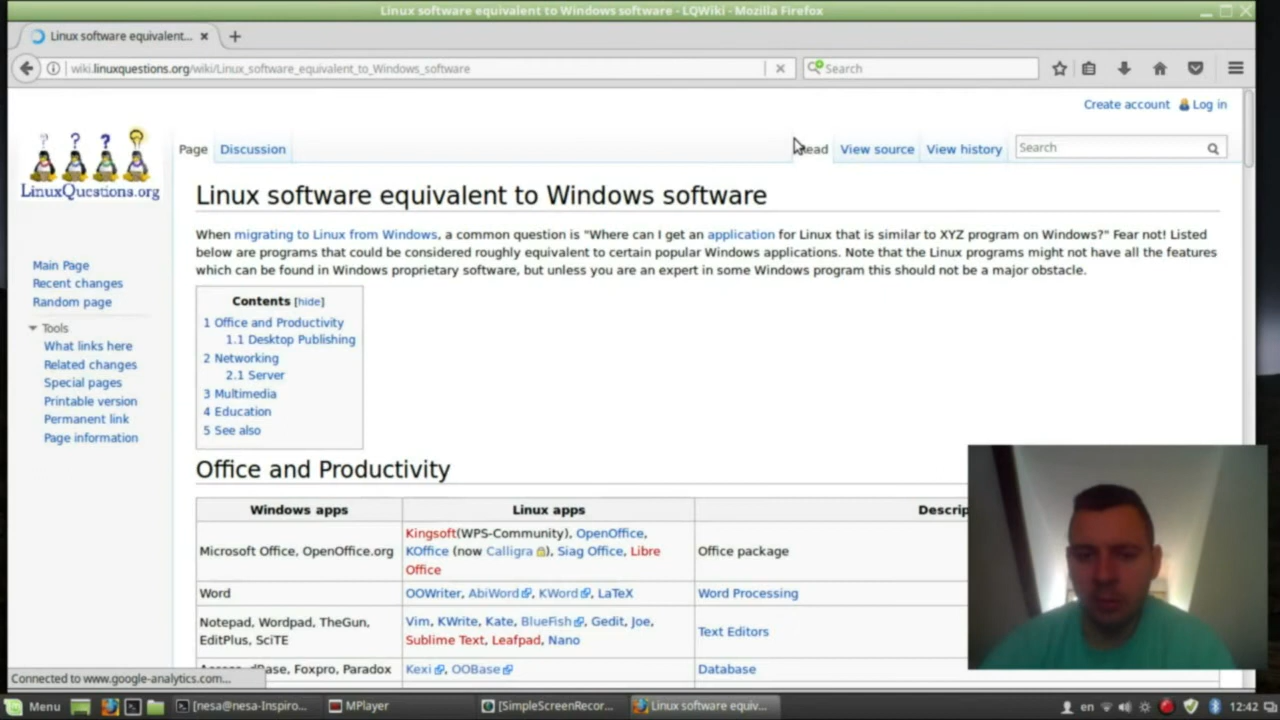 Linux software equivalent to Windows software - LQWiki - Mozilla Firefox
Linux software equivalent...
wiki.linuxquestions.org/wiki/Linux_software_equivalent_to_Windows_software
Search
Create account Log in
LinuxQuestions.org
Page Discussion
View source View history Search
Linux software equivalent to Windows software
When migrating to Linux from Windows, a common question is "Where can I get an application for Linux that is similar to XYZ program on Windows?" Fear not! Listed
below are programs that could be considered roughly equivalent to certain popular Windows applications. Note that the Linux programs might not have all the features
which can be found in Windows proprietary software, but unless you are an expert in some Windows program this should not be a major obstacle.
Main Page
Recent changes
Random page
Tools
What links here
Related changes
Special pages
Printable version
Permanent link
Page information
Contents [hide]
1 Office and Productivity
1.1 Desktop Publishing
2 Networking
2.1 Server
3 Multimedia
4 Education
5 See also
Office and Productivity
Windows apps Linux apps
Microsoft Office, OpenOffice.org
Kingsoft(WPS-Community), OpenOffice,
KOffice (now Calligra), Siag Office, Libre
Office
Office package
Word OOWriter, AbiWord, KWord, LaTeX Word Processing
Notepad, Wordpad, TheGun,
EditPlus, SciTE
Vim, KWrite, Kate, BlueFish, Gedit, Joe,
Sublime Text, Leafpad, Nano
Text Editors
Foxpro, Paradox Kexi, OOBase Database
Connected to www.google-analytics.com...
Menu [nesa@nesa-Inspiro... MPlayer [SimpleScreenRecor... Linux software equiv... en 12:42